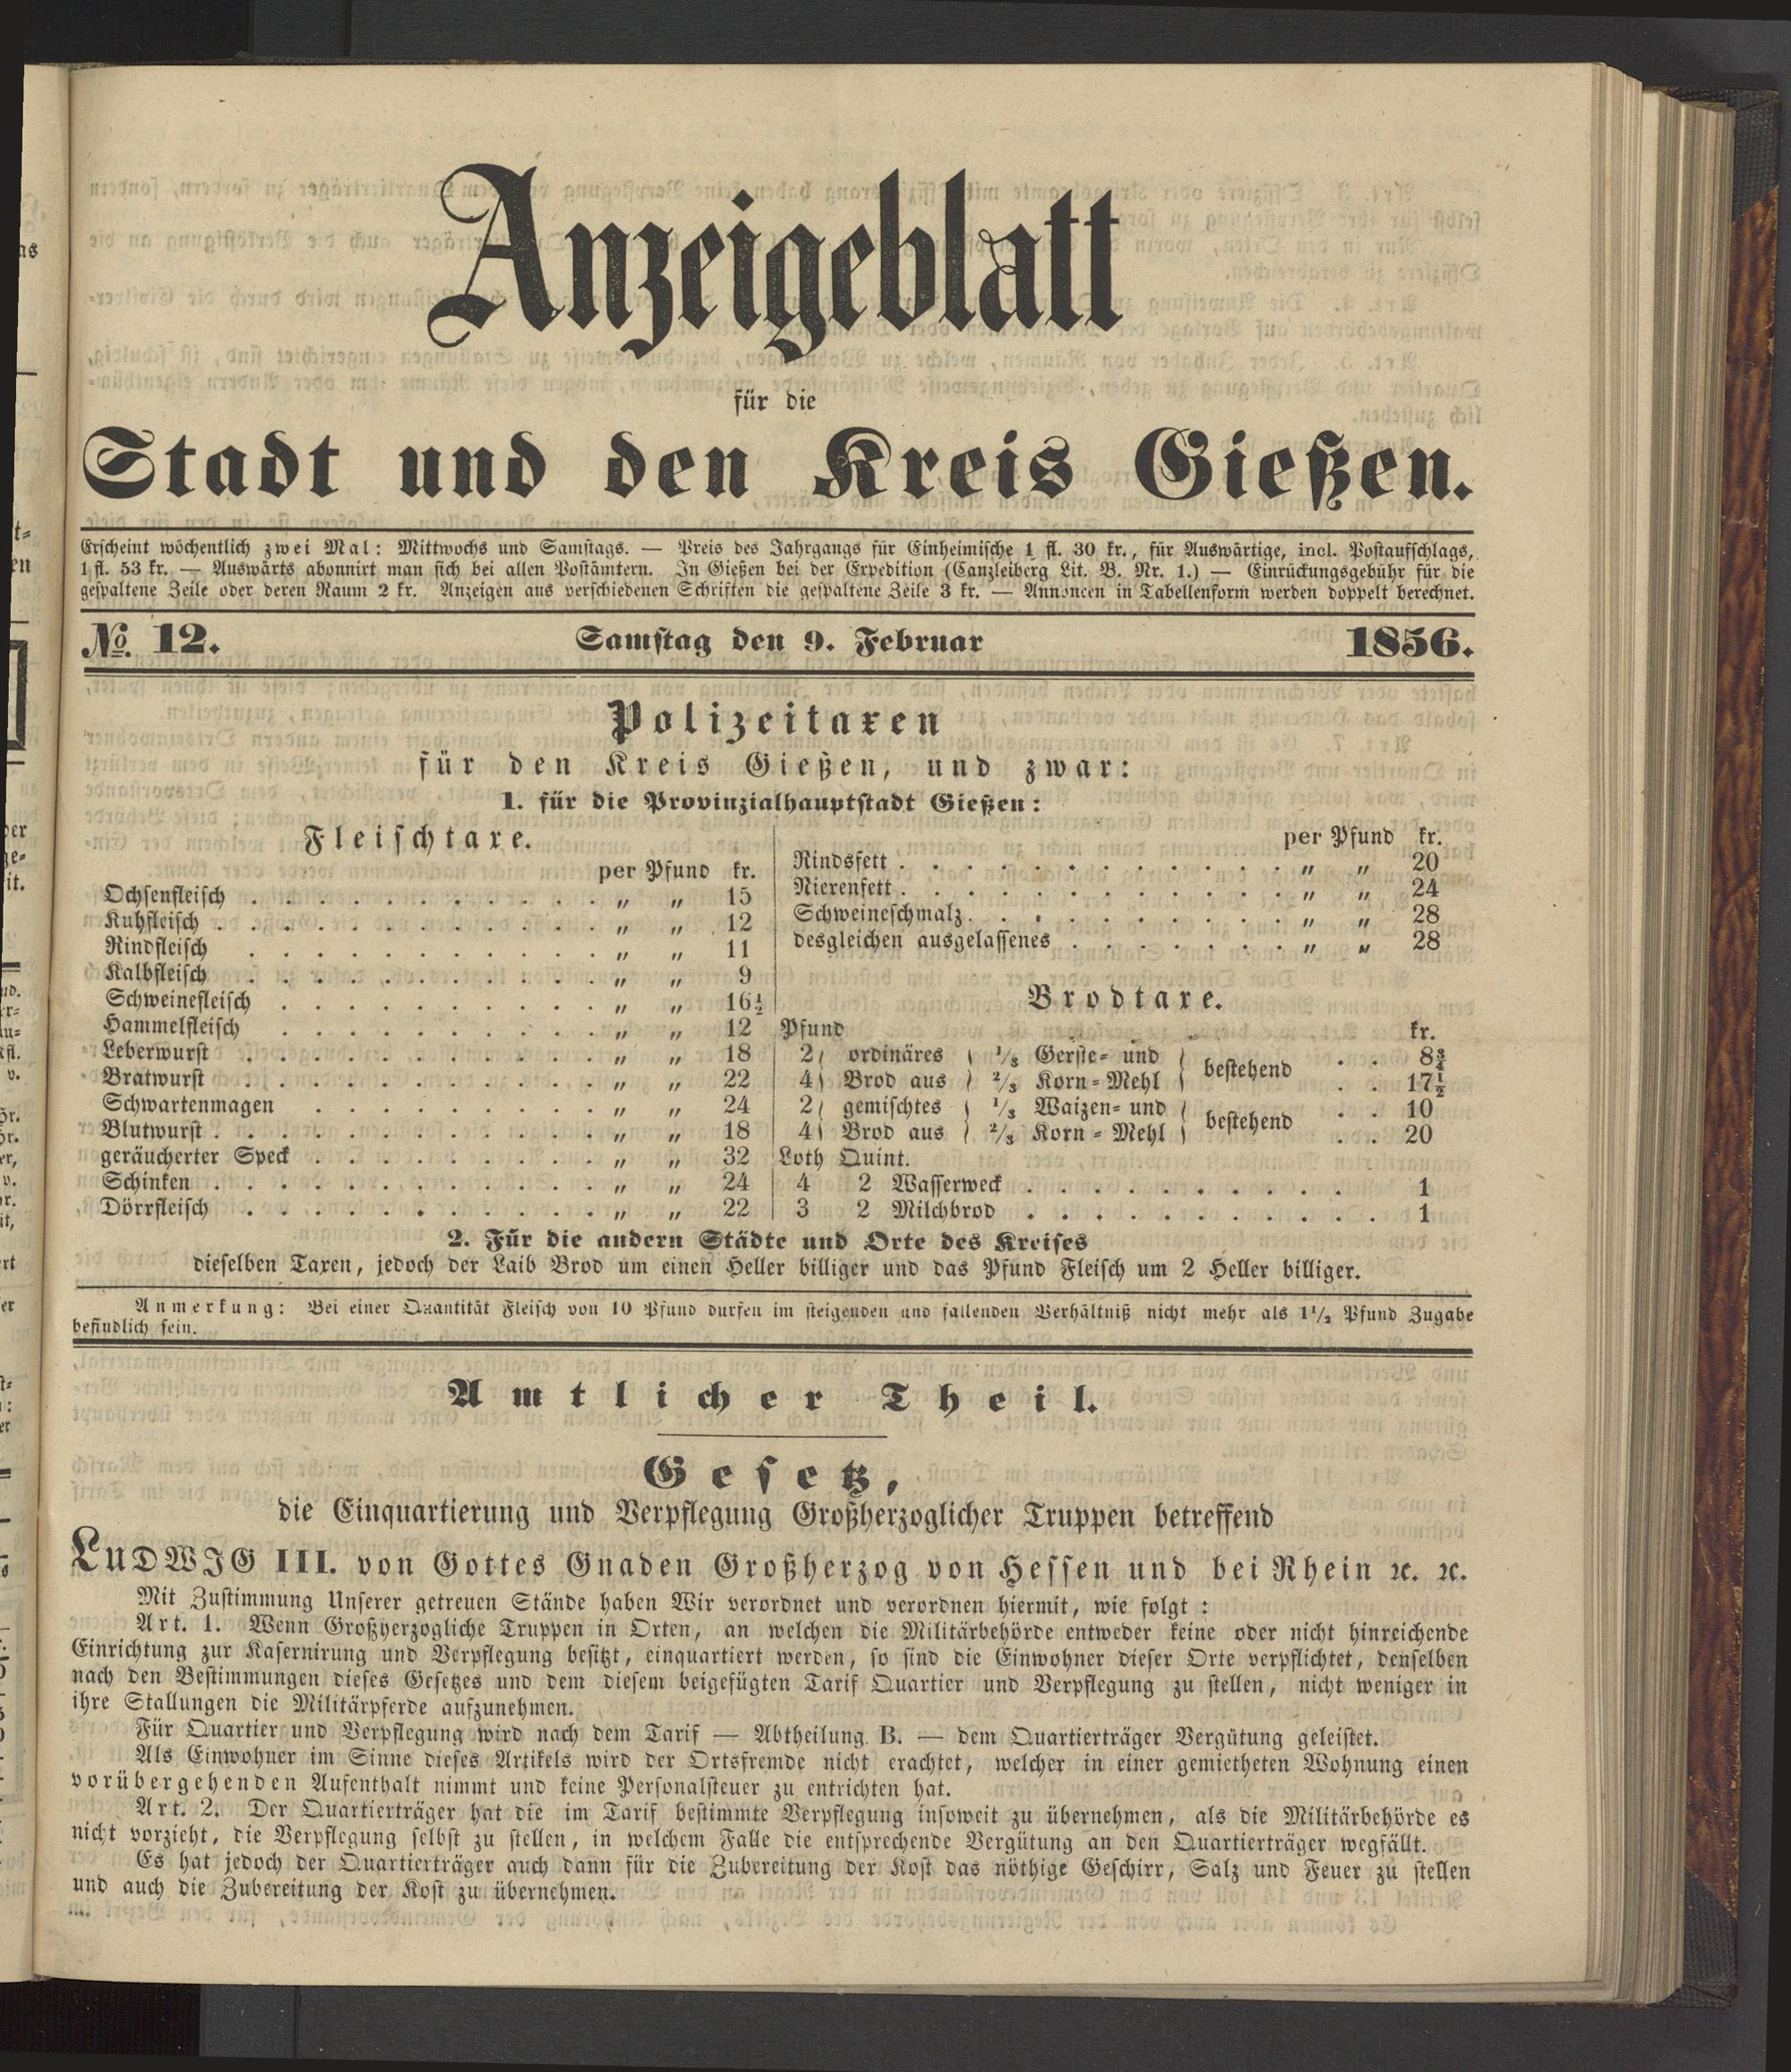 Anzeigeblatt
für die
Stadt und den Kreis Gießen.
Erscheint wöchentlich zwei Mal: Mittwochs und Samstags. — Preis des Jahrgangs für Einheimische 1 fl. 30 kr., für Auswärtige, incl. Postaufschlags,
1 fl. 53 kr. — Auswärts abonnirt man sich bei allen Postämtern. In Gießen bei der Expedition (Canzleiberg Lit. B. Nr. 1.) — Einrückungsgebühr für die
gespaltene Zeile oder deren Raum 2 kr. Anzeigen aus verschiedenen Schriften die gespaltene Zeile 3 kr. — Annoncen in Tabellenform werden doppelt berechnet.
№ 12. Samstag den 9. Februar 1856.
Polizeitaxen
für den Kreis Gießen, und zwar:
1. für die Provinzialhauptstadt Gießen:
Fleischtaxe.
per Pfund kr.
Ochsenfleisch . . . . . . . . . . . „ „ 15
Kuhfleisch . . . . . . . . . . . . „ „ 12
Rindfleisch . . . . . . . . . . . „ „ 11
Kalbfleisch . . . . . . . . . . . „ „ 9
Schweinefleisch . . . . . . . . . . „ „ 16½
Hammelfleisch . . . . . . . . . . „ „ 12
Leberwurst . . . . . . . . . . . „ „ 18
Bratwurst . . . . . . . . . . . „ „ 22
Schwartenmagen . . . . . . . . . „ „ 24
Blutwurst . . . . . . . . . . . . „ „ 18
geräucherter Speck . . . . . . . . . „ „ 32
Schinken . . . . . . . . . . . . „ „ 24
Dörrfleisch . . . . . . . . . . . „ „ 22
per Pfund kr.
Rindsfett . . . . . . . . . . . . „ „ 20
Nierenfett . . . . . . . . . . . . „ „ 24
Schweineschmalz . . . . . . . . . . „ „ 28
desgleichen ausgelassenes . . . . . . . „ „ 28
Brodtaxe.
Pfund kr.
2 ordinäres 1/3 Gerste- und bestehend . . 8¾
4 Brod aus 2/3 Korn-Mehl . . 17½
2 gemischtes 1/3 Waizen- und bestehend . . 10
4 Brod aus 2/3 Korn-Mehl . . 20
Loth Quint.
4 2 Wasserweck . . . . . . . . . . 1
3 2 Milchbrod . . . . . . . . . . . 1
2. Für die andern Städte und Orte des Kreises
dieselben Taxen, jedoch der Laib Brod um einen Heller billiger und das Pfund Fleisch um 2 Heller billiger.
Anmerkung: Bei einer Quantität Fleisch von 10 Pfund durfen im steigenden und fallenden Verhältniß nicht mehr als 1½ Pfund Zugabe
befindlich sein.
Amtlicher Theil.
Gesetz,
die Einquartierung und Verpflegung Großherzoglicher Truppen betreffend
LUDWIG III. von Gottes Gnaden Großherzog von Hessen und bei Rhein ꝛc. ꝛc.
Mit Zustimmung Unserer getreuen Stände haben Wir verordnet und verordnen hiermit, wie folgt:
Art. 1. Wenn Großherzogliche Truppen in Orten, an welchen die Militärbehörde entweder keine oder nicht hinreichende
Einrichtung zur Kasernirung und Verpflegung besitzt, einquartiert werden, so sind die Einwohner dieser Orte verpflichtet, denselben
nach den Bestimmungen dieses Gesetzes und dem diesem beigefügten Tarif Quartier und Verpflegung zu stellen, nicht weniger in
ihre Stallungen die Militärpferde aufzunehmen.
Für Quartier und Verpflegung wird nach dem Tarif — Abtheilung B. — dem Quartierträger Vergütung geleistet.
Als Einwohner im Sinne dieses Artikels wird der Ortsfremde nicht erachtet, welcher in einer gemietheten Wohnung einen
vorübergehenden Aufenthalt nimmt und keine Personalsteuer zu entrichten hat.
Art. 2. Der Quartierträger hat die im Tarif bestimmte Verpflegung insoweit zu übernehmen, als die Militärbehörde es
nicht vorzieht, die Verpflegung selbst zu stellen, in welchem Falle die entsprechende Vergütung an den Quartierträger wegfällt.
Es hat jedoch der Quartierträger auch dann für die Zubereitung der Kost das nöthige Geschirr, Salz und Feuer zu stellen
und auch die Zubereitung der Kost zu übernehmen.